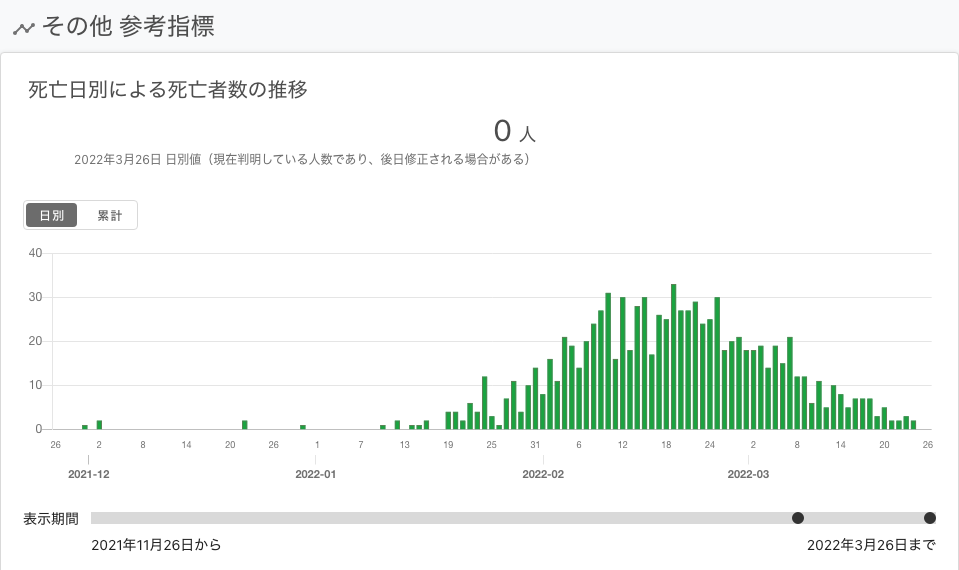 その他 参考指標
死亡日別による死亡者数の推移
0 人
2022年3月26日 日別値（現在判明している人数であり、後日修正される場合がある）
日別 累計
40
30
20
10
0
26 2 8 14 20 26 1 7 13 19 25 31 6 12 18 24 2 8 14 20 26
2021-12 2022-01 2022-02 2022-03
表示期間
2021年11月26日から 2022年3月26日まで